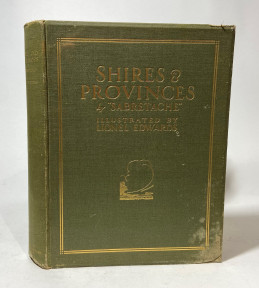 SHIRES &
PROVINCES
by "SABRETACHE"
ILLUSTRATED BY
LIONEL EDWARDS